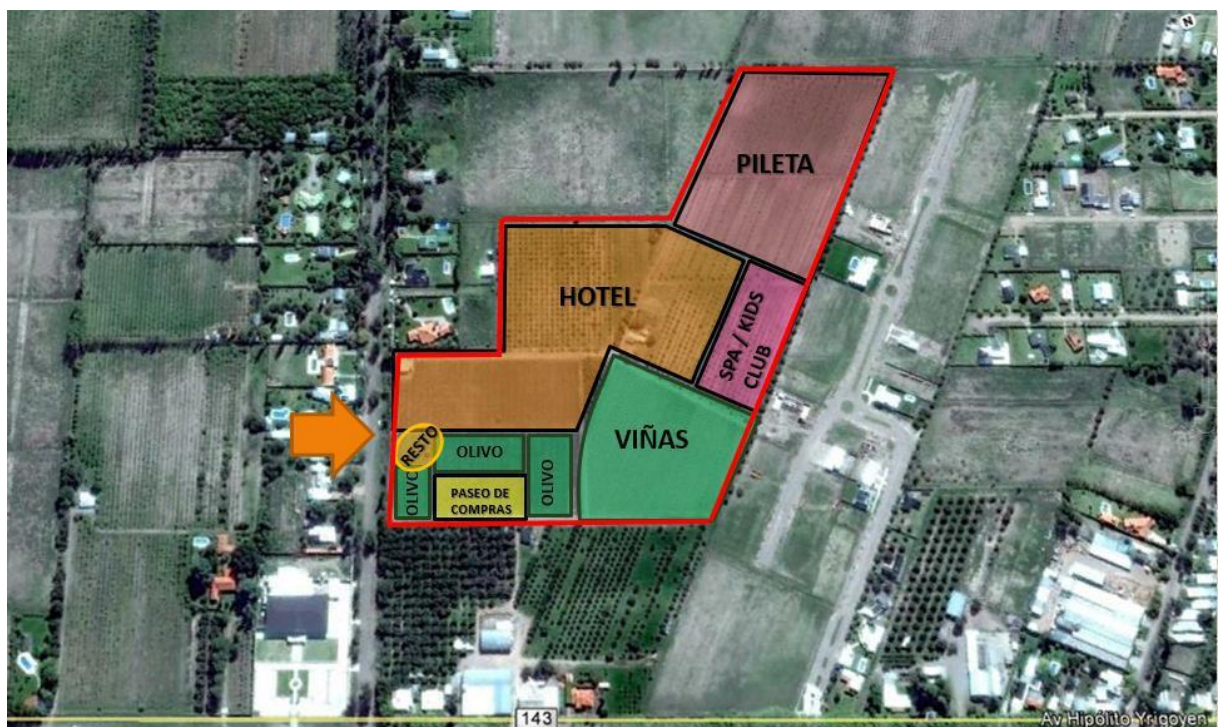 N
PILETA
HOTEL
SPA / KIDS
CLUB
VIÑAS
RESTO
OLIVO
OLIVO
OLIVO
PASEO DE
COMPRAS
143
Av Hipólito Yrigoyen